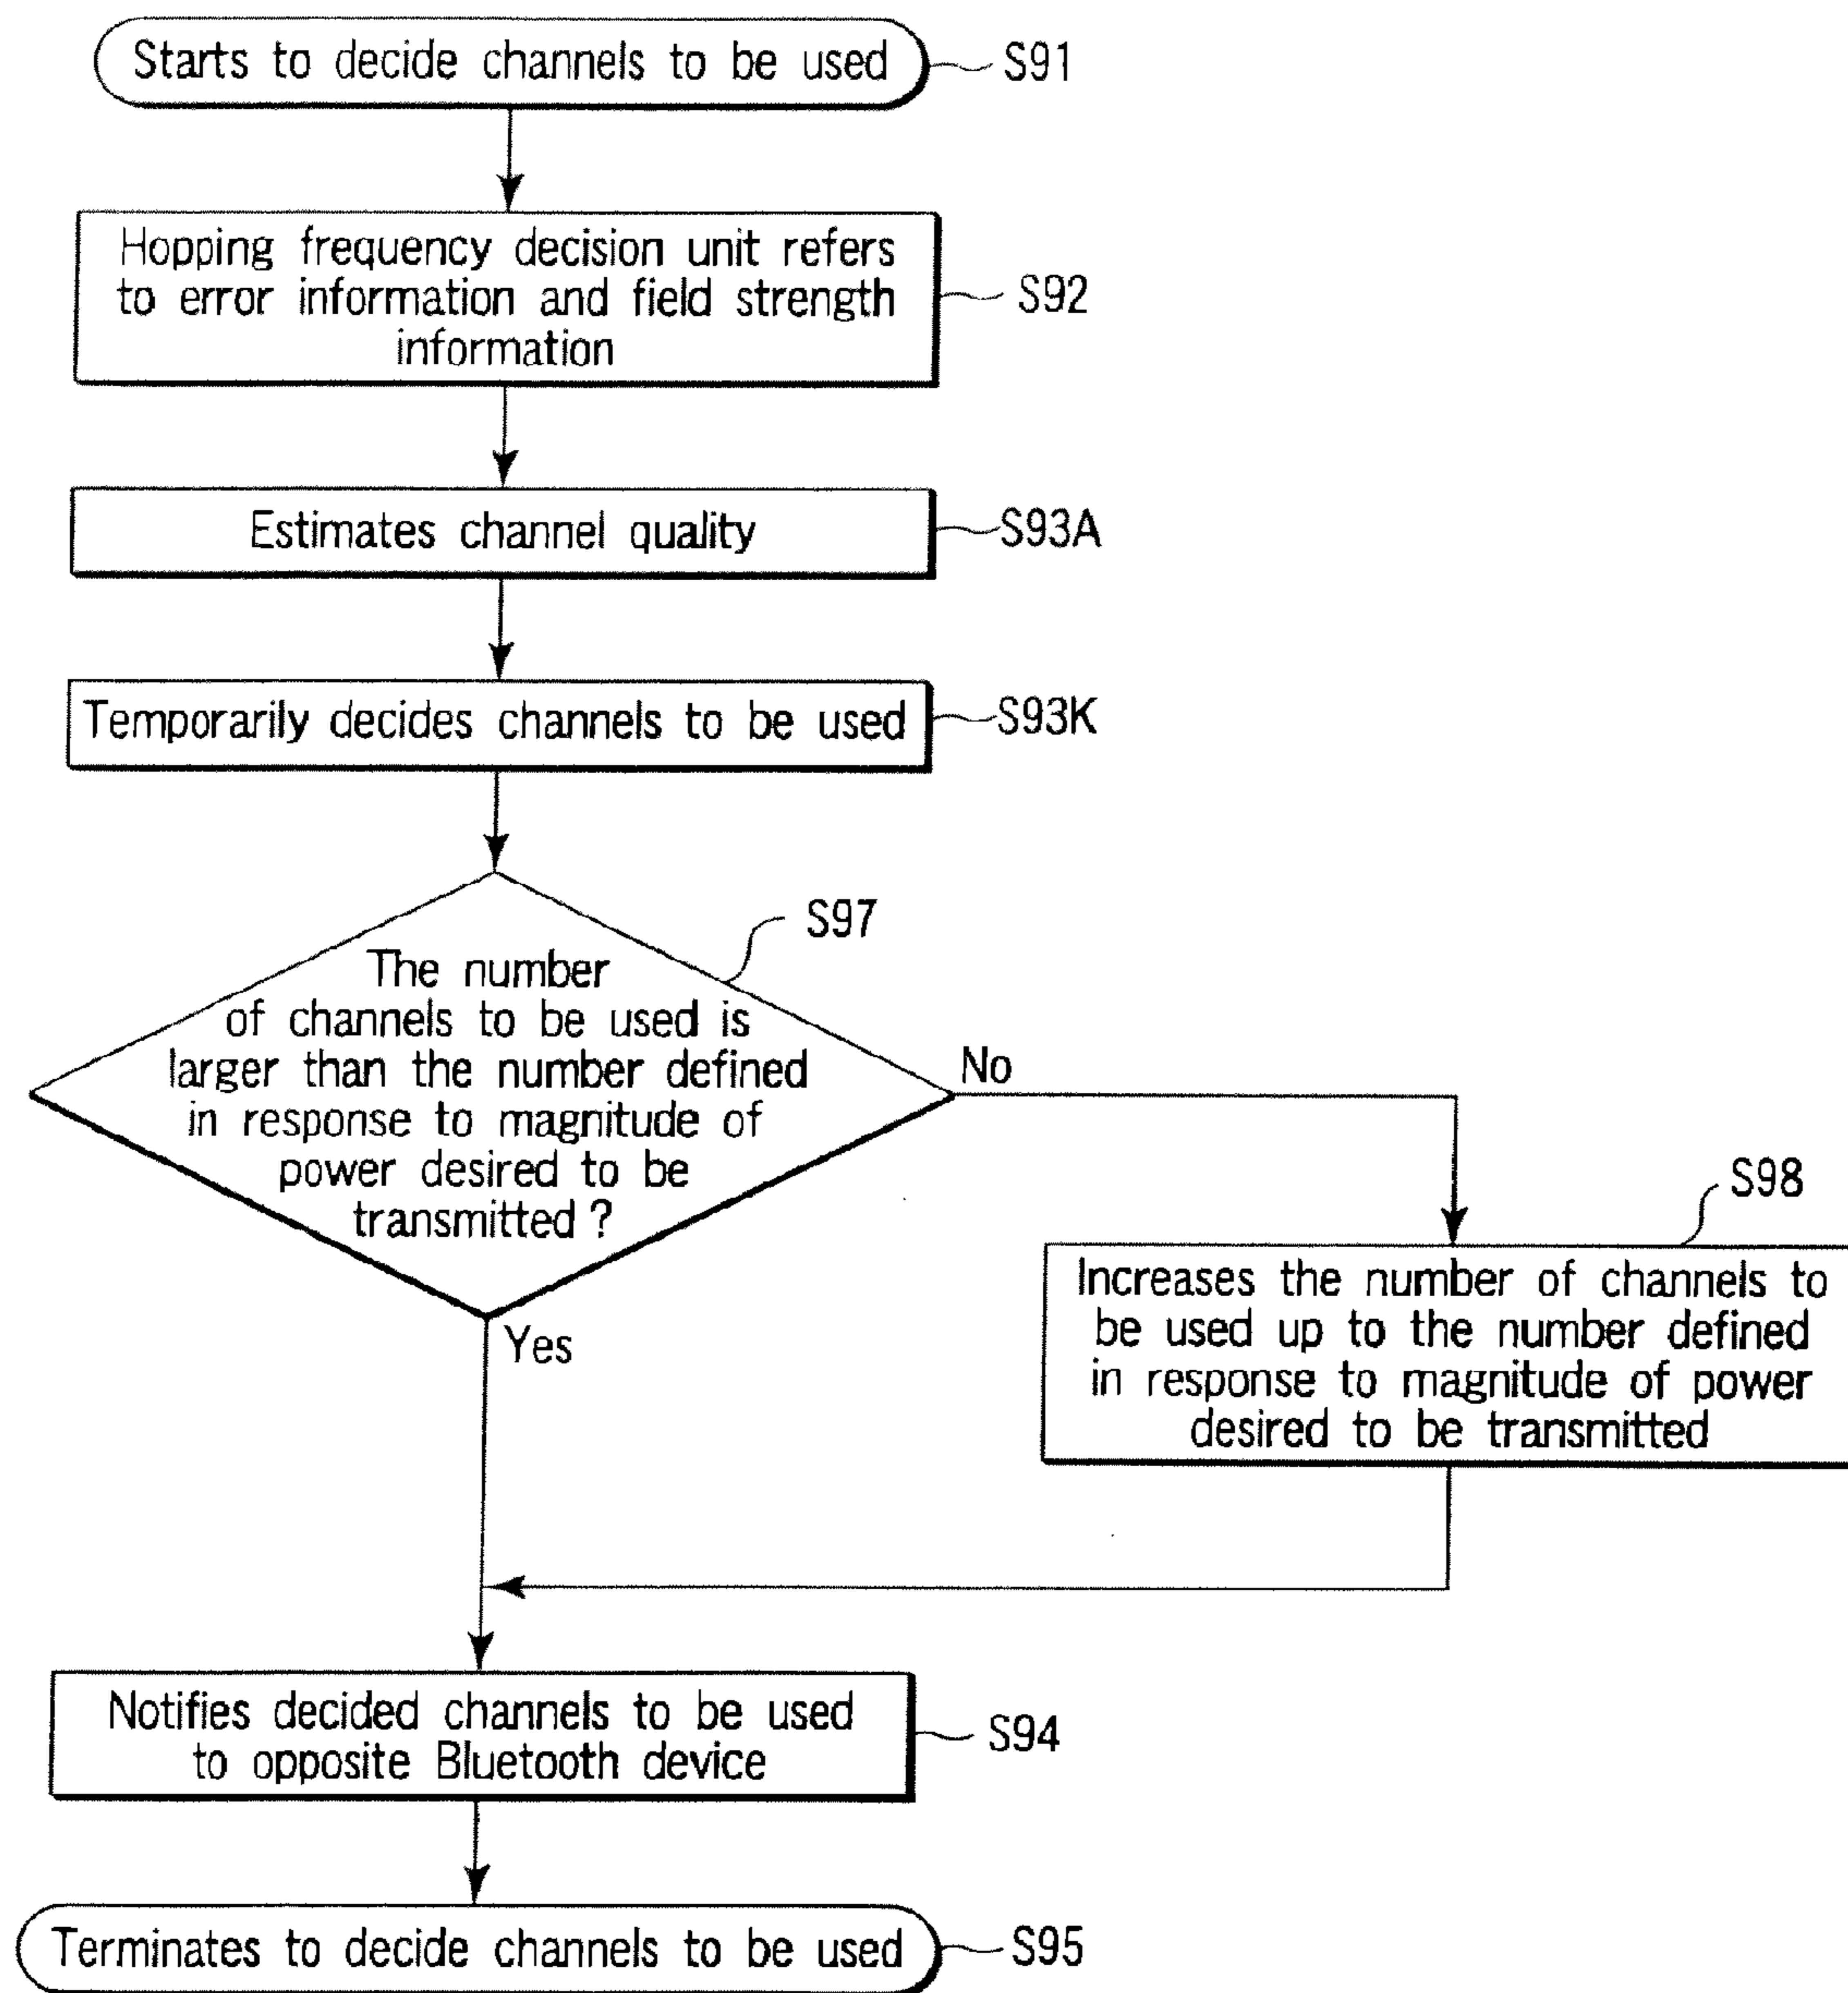 Starts to decide channels to be used
S91
Hopping frequency decision unit refers
to error information and field strength
information
S92
Estimates channel quality
S93A
Temporarily decides channels to be used
S93K
S97
The number
of channels to be used is
larger than the number defined
in response to magnitude of
power desired to be
transmitted?
No
Yes
S98
Increases the number of channels to
be used up to the number defined
in response to magnitude of power
desired to be transmitted
Notifies decided channels to be used
to opposite Bluetooth device
S94
Terminates to decide channels to be used
S95